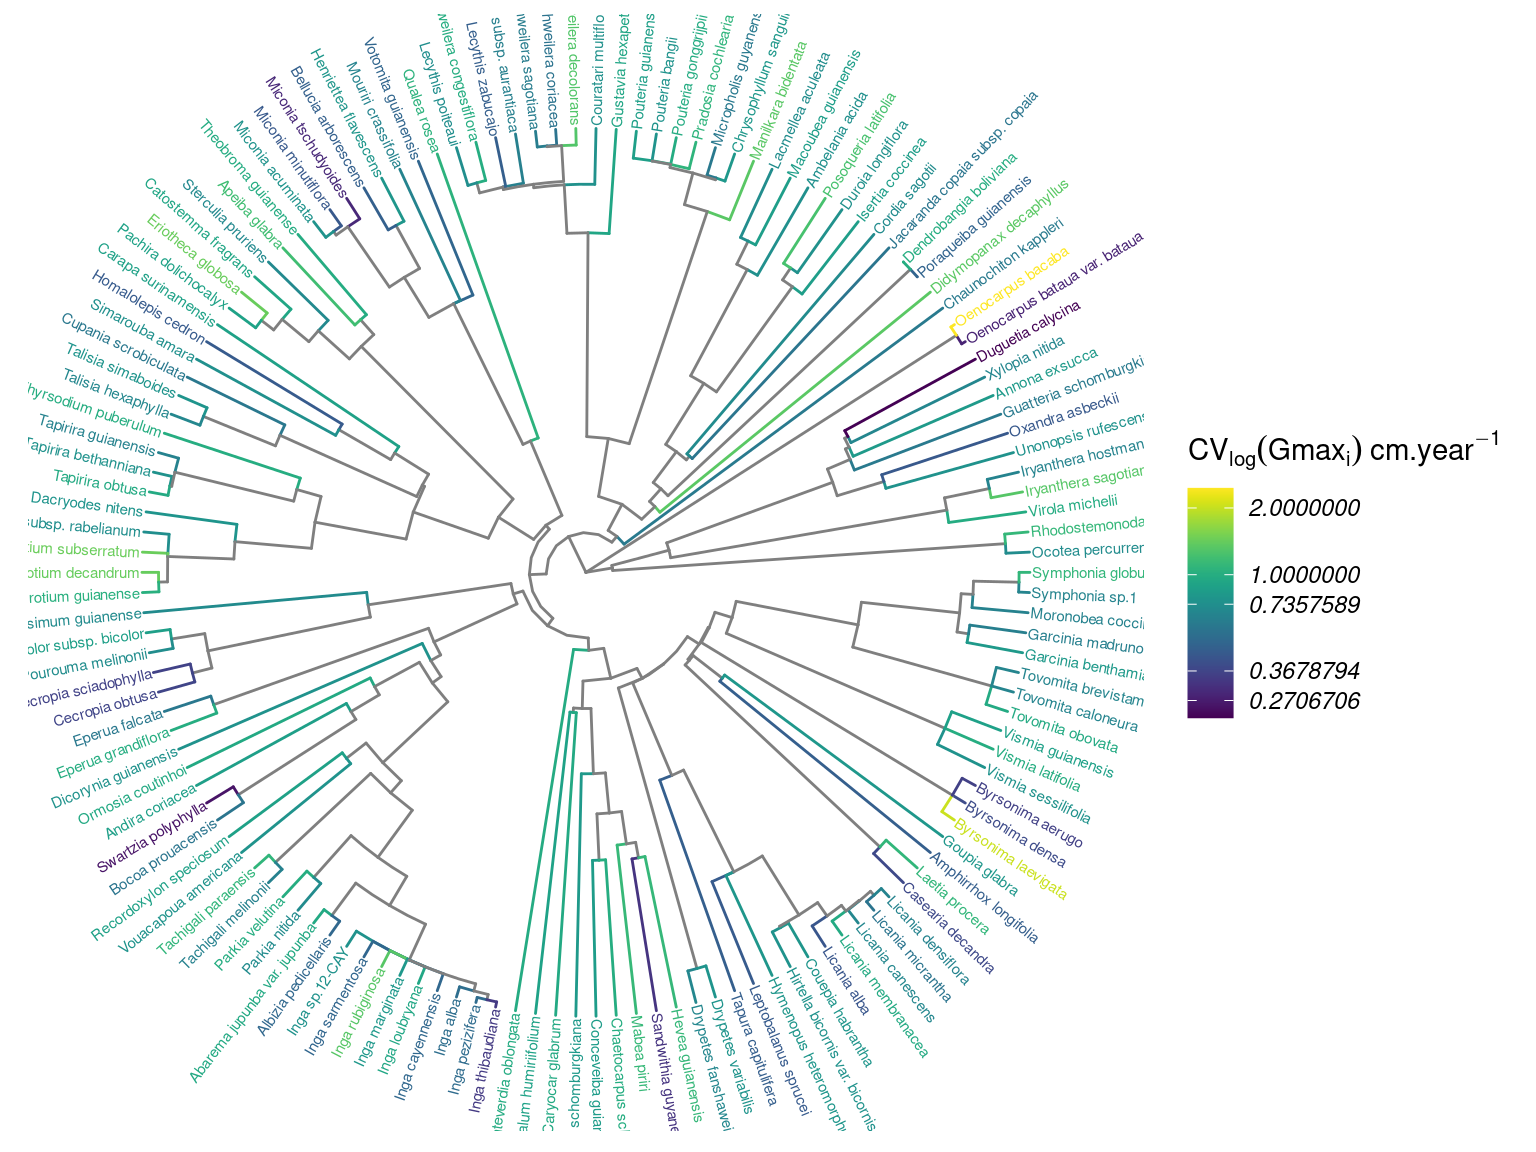 weilera congestiflora
Lecythis poiteaui
Qualea rosea
Votomita guianensis
Mouriri crassifolia
Henriettea flavescens
Bellucia arborescens
Miconia tschudyoides
Miconia minutiflora
Miconia acuminata
Theobroma guianense
Apeiba glabra
Sterculia pruriens
Catostemma fragrans
Eriotheca globosa
Pachira dolichocalyx
Carapa surinamensis
Homalolepis cedron
Simarouba amara
Cupania scrobiculata
Talisia simaboides
Talisia hexaphylla
hyrsodium puberulum
Tapirira guianensis
Tapirira bethanniana
Tapirira obtusa
Dacryodes nitens
subsp. rabelianum
ium subserratum
otium decandrum
rotium guianense
simum guianense
olor subsp. bicolor
ourouma melinonii
ecropia sciadophylla
Cecropia obtusa
Eperua falcata
Eperua grandiflora
Dicorynia guianensis
Ormosia coutinhoi
Andira coriacea
Swartzia polyphylla
Bocoa prouacensis
Recordoxylon speciosum
Vouacapoua americana
Tachigali paraensis
Tachigali melinonii
Parkia velutina
Parkia nitida
Abarema jupunba var. jupunba
Albizia pedicellaris
Inga sp.12-CAY
Inga sarmentosa
Inga rubiginosa
Inga marginata
Inga loubryana
Inga cayennensis
Inga alba
Inga pezizifera
Inga thibaudiana
nteverdia oblongata
alum humiriifolium
Caryocar glabrum
schomburgkiana
Conceveiba guiar
Chaetocarpus sc
Mabea piriri
Sandwithia guyane
Hevea guianensis
Drypetes fanshawei
Drypetes variabilis
Tapura capitulifera
Leptobalanus sprucei
Hymenopus heteromorph
Hirtella bicornis var. bicornis
Couepia habrantha
Licania alba
Licania membranacea
Licania canescens
Licania micrantha
Licania densiflora
Casearia decandra
Laetia procera
Amphirrhox longifolia
Goupia glabra
Byrsonima laevigata
Byrsonima densa
Byrsonima aerugo
Vismia sessilifolia
Vismia latifolia
Vismia guianensis
Tovomita obovata
Tovomita caloneura
Tovomita brevistam
Garcinia benthami
Garcinia madruno
Moronobea cocci
Symphonia sp.1
Symphonia globu
Ocotea percurrer
Rhodostemonoda
Virola michelii
Iryanthera sagotiar
Iryanthera hostman
Unonopsis rufescens
Oxandra asbeckii
Guatteria schomburgki
Annona exsucca
Xylopia nitida
Duguetia calycina
Oenocarpus bataua var. bataua
Oenocarpus bacaba
Chaunochiton kappleri
Didymopanax decaphyllus
Poraqueiba guianensis
Dendrobangia boliviana
Jacaranda copaia subsp. copaia
Cordia sagotii
Isertia coccinea
Duroia longiflora
Posoqueria latifolia
Ambelania acida
Macoubea guianensis
Lacmellea aculeata
Manilkara bidentata
Chrysophyllum sangui
Micropholis guyanens
Pradosia cochlearia
Pouteria gonggrijpii
Pouteria bangii
Pouteria guianens
Gustavia hexapet
Couratari multiflo
eilera decolorans
hweilera coriacea
weilera sagotiana
subsp. aurantiaca
Lecythis zabucajo
CVlog(Gmaxi) cm.year−1
2.0000000
1.0000000
0.7357589
0.3678794
0.2706706